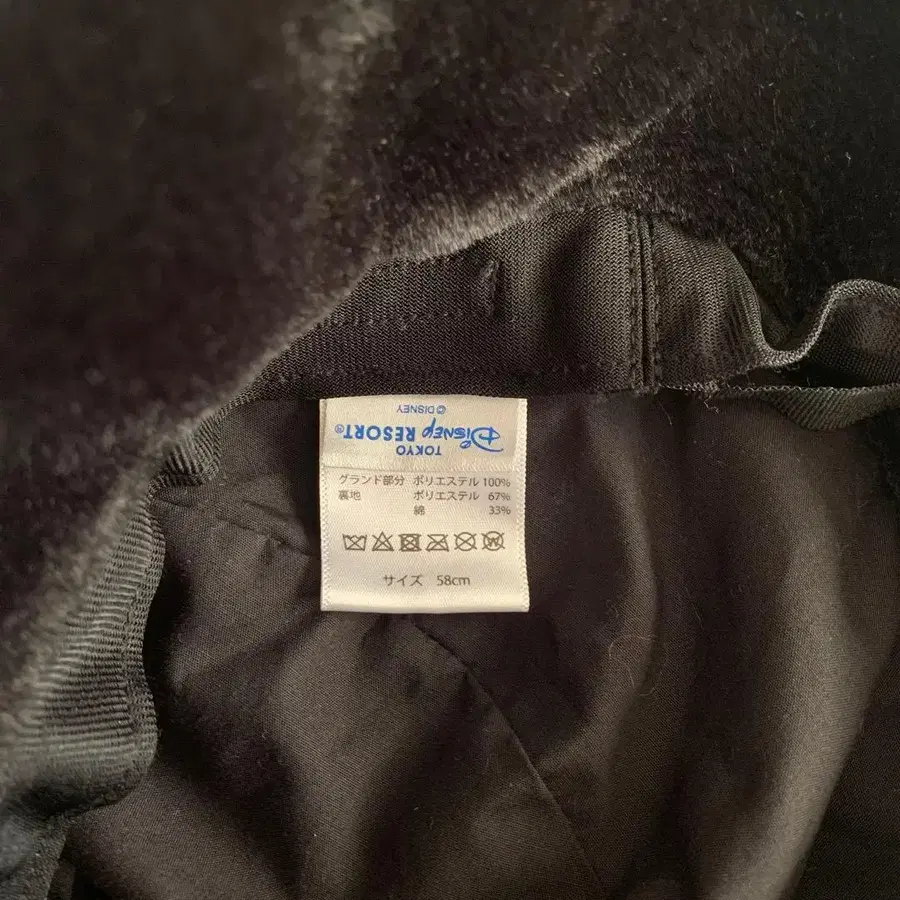 TOKYO
Disney RESORT®
© DISNEY
グランド部分 ポリエステル 100%
裏地 ポリエステル 67%
綿 33%
サイズ 58cm